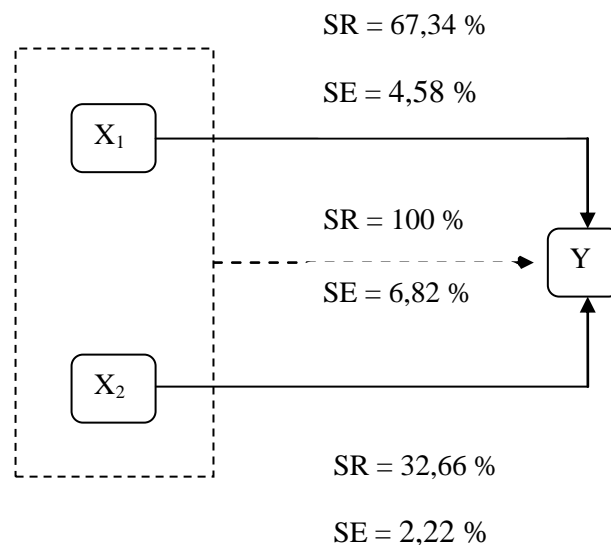 SR = 67,34 %
SE = 4,58 %
X₁
SR = 100 %
Y
SE = 6,82 %
X₂
SR = 32,66 %
SE = 2,22 %